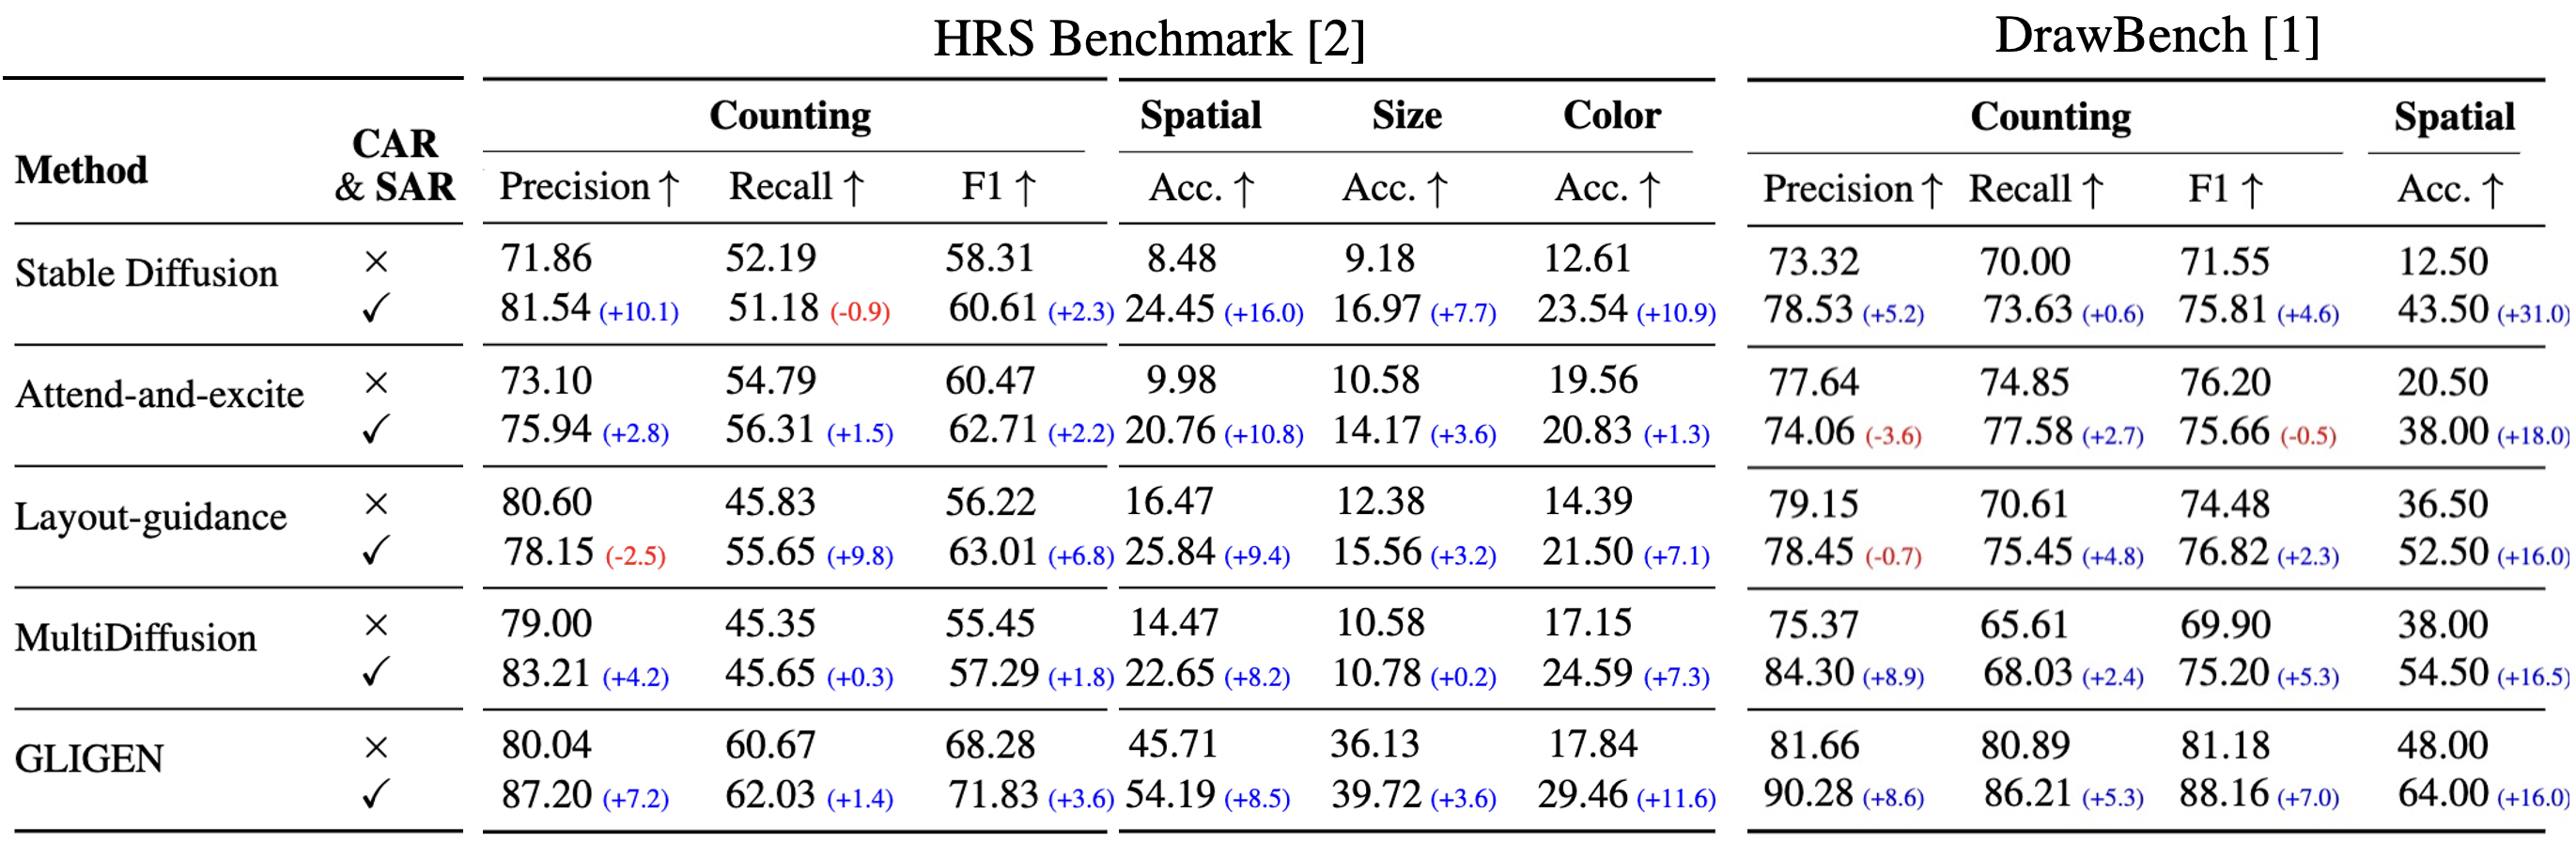 HRS Benchmark [2] DrawBench [1]
Method CAR & SAR Counting Spatial Size Color Counting Spatial
Precision ↑ Recall ↑ F1 ↑ Acc. ↑ Acc. ↑ Acc. ↑ Precision ↑ Recall ↑ F1 ↑ Acc. ↑
Stable Diffusion × 71.86 52.19 58.31 8.48 9.18 12.61 73.32 70.00 71.55 12.50
✓ 81.54 (+10.1) 51.18 (-0.9) 60.61 (+2.3) 24.45 (+16.0) 16.97 (+7.7) 23.54 (+10.9) 78.53 (+5.2) 73.63 (+0.6) 75.81 (+4.6) 43.50 (+31.0)
Attend-and-excite × 73.10 54.79 60.47 9.98 10.58 19.56 77.64 74.85 76.20 20.50
✓ 75.94 (+2.8) 56.31 (+1.5) 62.71 (+2.2) 20.76 (+10.8) 14.17 (+3.6) 20.83 (+1.3) 74.06 (-3.6) 77.58 (+2.7) 75.66 (-0.5) 38.00 (+18.0)
Layout-guidance × 80.60 45.83 56.22 16.47 12.38 14.39 79.15 70.61 74.48 36.50
✓ 78.15 (-2.5) 55.65 (+9.8) 63.01 (+6.8) 25.84 (+9.4) 15.56 (+3.2) 21.50 (+7.1) 78.45 (-0.7) 75.45 (+4.8) 76.82 (+2.3) 52.50 (+16.0)
MultiDiffusion × 79.00 45.35 55.45 14.47 10.58 17.15 75.37 65.61 69.90 38.00
✓ 83.21 (+4.2) 45.65 (+0.3) 57.29 (+1.8) 22.65 (+8.2) 10.78 (+0.2) 24.59 (+7.3) 84.30 (+8.9) 68.03 (+2.4) 75.20 (+5.3) 54.50 (+16.5)
GLIGEN × 80.04 60.67 68.28 45.71 36.13 17.84 81.66 80.89 81.18 48.00
✓ 87.20 (+7.2) 62.03 (+1.4) 71.83 (+3.6) 54.19 (+8.5) 39.72 (+3.6) 29.46 (+11.6) 90.28 (+8.6) 86.21 (+5.3) 88.16 (+7.0) 64.00 (+16.0)